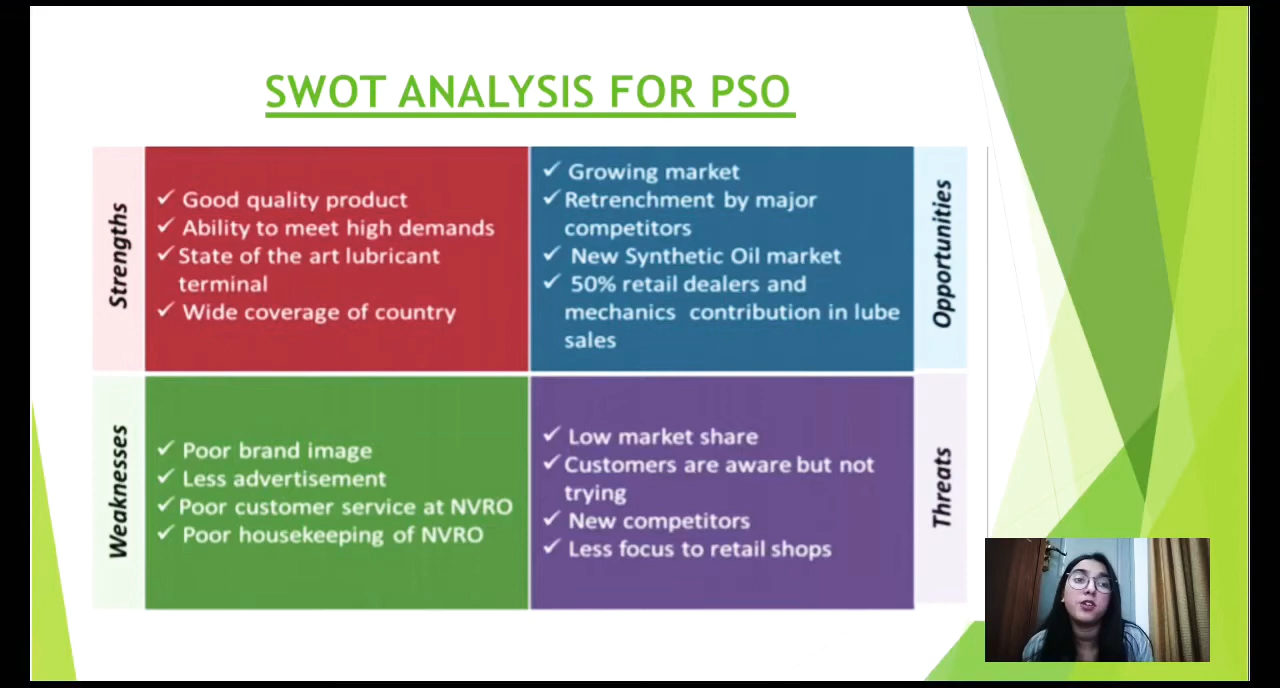 SWOT ANALYSIS FOR PSO
Strengths
✓ Good quality product
✓ Ability to meet high demands
✓ State of the art lubricant
terminal
✓ Wide coverage of country
✓ Growing market
✓ Retrenchment by major
competitors
✓ New Synthetic Oil market
✓ 50% retail dealers and
mechanics contribution in lube
sales
Opportunities
Weaknesses
✓ Poor brand image
✓ Less advertisement
✓ Poor customer service at NVRO
✓ Poor housekeeping of NVRO
✓ Low market share
✓ Customers are aware but not
trying
✓ New competitors
✓ Less focus to retail shops
Threats